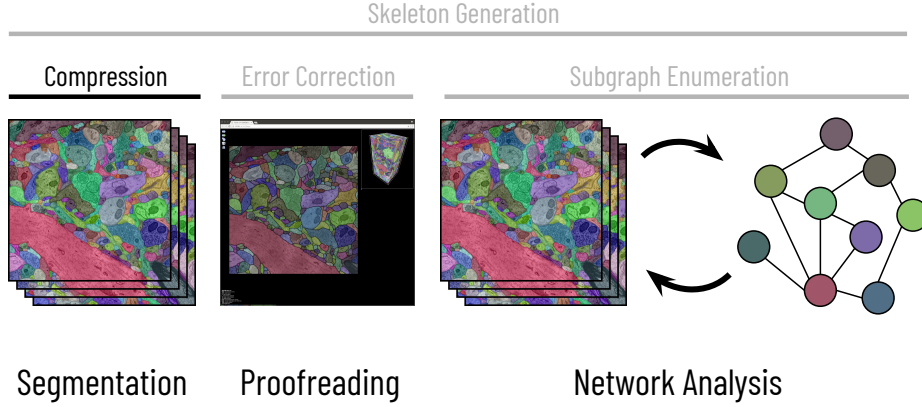 Skeleton Generation
Compression
Error Correction
Subgraph Enumeration
Segmentation
Proofreading
Network Analysis